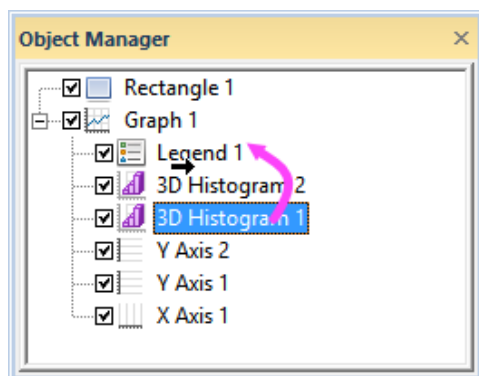 Object Manager
Rectangle 1
Graph 1
Legend 1
3D Histogram 2
3D Histogram 1
Y Axis 2
Y Axis 1
X Axis 1